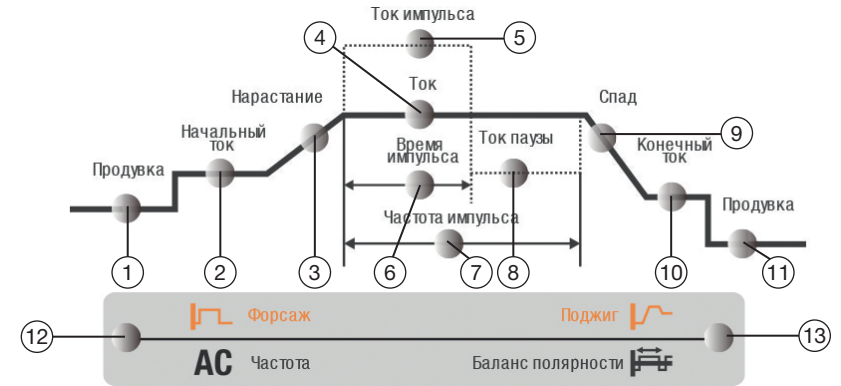 Ток импульса
4
5
Ток
Нарастание
Спад
Начальный
ток
Время
импульса
Ток паузы
9
Конечный
ток
Продувка
Частота импульса
Продувка
1
2
3
6
7
8
10
11
Форсаж
Поджиг
12
13
AC Частота
Баланс полярности